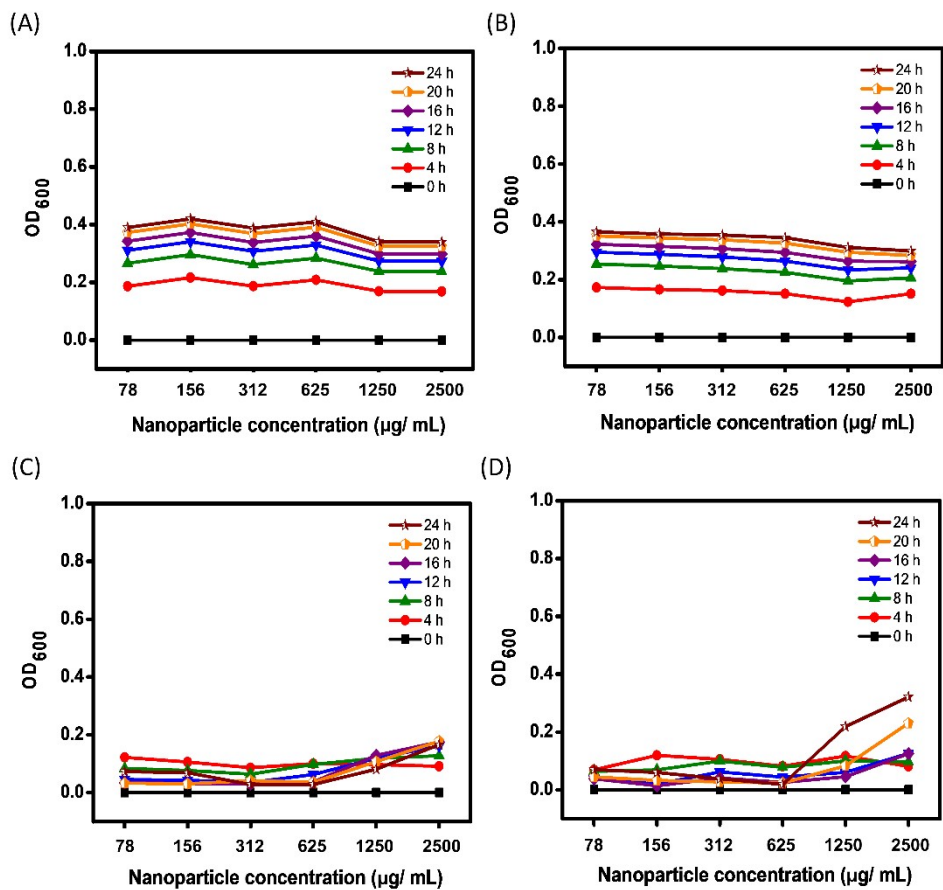 (A)
1.0
0.8
0.6
0.4
0.2
0.0
OD600
24 h
20 h
16 h
12 h
8 h
4 h
0 h
78 156 312 625 1250 2500
Nanoparticle concentration (µg/ mL)
(B)
1.0
0.8
0.6
0.4
0.2
0.0
OD600
24 h
20 h
16 h
12 h
8 h
4 h
0 h
78 156 312 625 1250 2500
Nanoparticle concentration (µg/ mL)
(C)
1.0
0.8
0.6
0.4
0.2
0.0
OD600
24 h
20 h
16 h
12 h
8 h
4 h
0 h
78 156 312 625 1250 2500
Nanoparticle concentration (µg/ mL)
(D)
1.0
0.8
0.6
0.4
0.2
0.0
OD600
24 h
20 h
16 h
12 h
8 h
4 h
0 h
78 156 312 625 1250 2500
Nanoparticle concentration (µg/ mL)